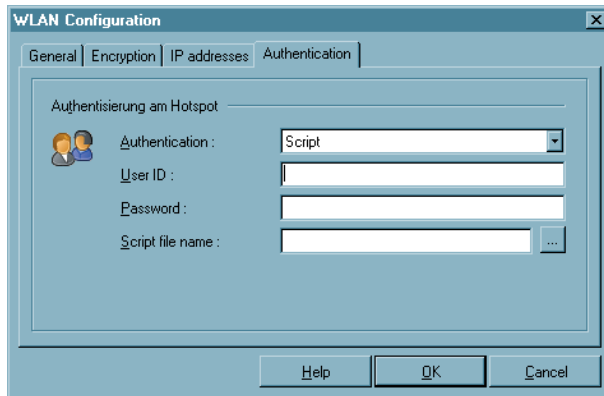 WLAN Configuration
General Encryption IP addresses Authentication
Authentisierung am Hotspot
Authentication : Script
User ID :
Password :
Script file name : ...
Help OK Cancel